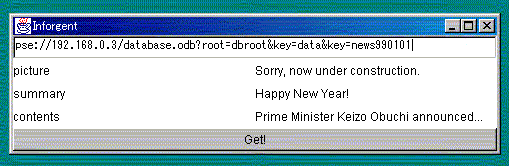 Inforgent
pse://192.168.0.3/database.odb?root=dbroot&key=data&key=news990101
picture Sorry, now under construction.
summary Happy New Year!
contents Prime Minister Keizo Obuchi announced...
Get!